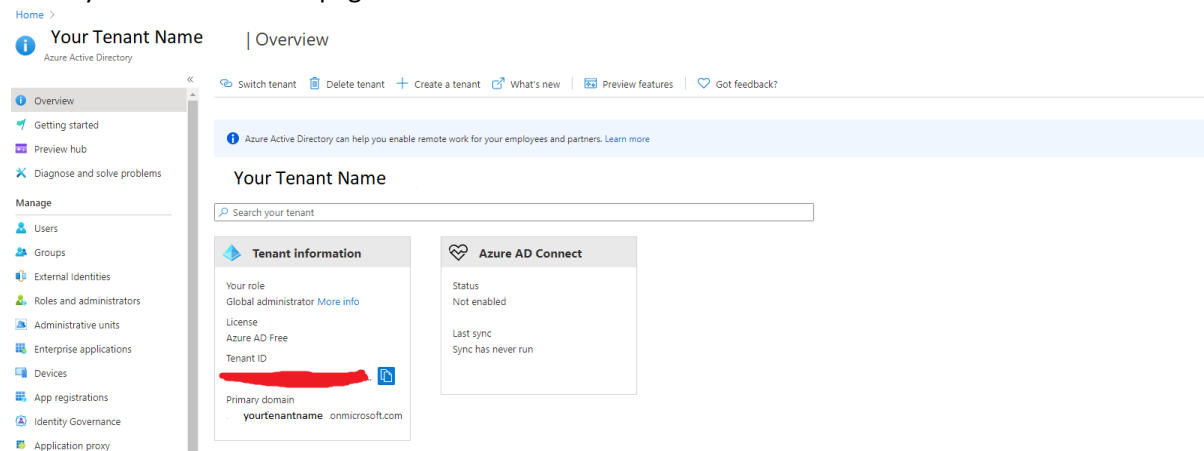 Home >
Your Tenant Name | Overview
Azure Active Directory
«
Switch tenant Delete tenant + Create a tenant What's new Preview features Got feedback?
Overview
Getting started
Preview hub
Diagnose and solve problems
Manage
Users
Groups
External Identities
Roles and administrators
Administrative units
Enterprise applications
Devices
App registrations
Identity Governance
Application proxy
Azure Active Directory can help you enable remote work for your employees and partners. Learn more
Your Tenant Name
Search your tenant
Tenant information
Your role
Global administrator More info
License
Azure AD Free
Tenant ID
Primary domain
yourtenantname .onmicrosoft.com
Azure AD Connect
Status
Not enabled
Last sync
Sync has never run